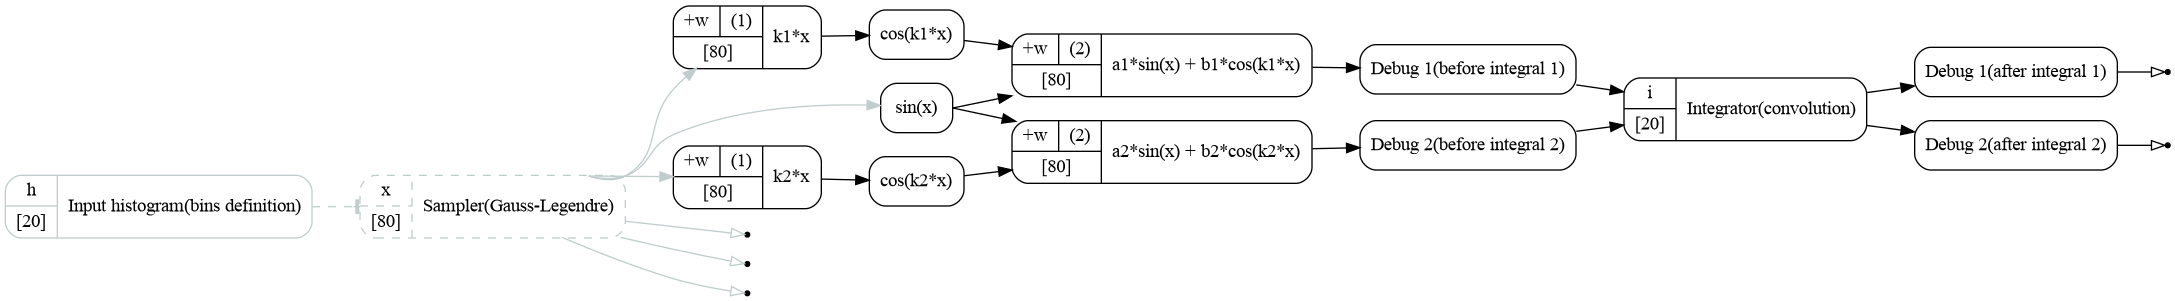 h
[20]
Input histogram(bins definition)
x
[80]
Sampler(Gauss-Legendre)
+w (1)
[80]
k1*x
cos(k1*x)
sin(x)
+w (1)
[80]
k2*x
cos(k2*x)
+w (2)
[80]
a1*sin(x) + b1*cos(k1*x)
+w (2)
[80]
a2*sin(x) + b2*cos(k2*x)
Debug 1(before integral 1)
Debug 2(before integral 2)
i
[20]
Integrator(convolution)
Debug 1(after integral 1)
Debug 2(after integral 2)